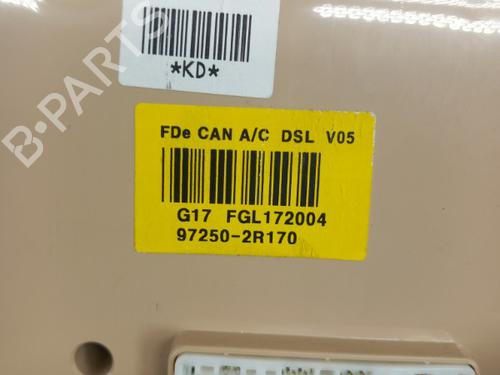 *KD*
FDe CAN A/C DSL V05
G17 FGL172004
97250-2R170
B-PARTS